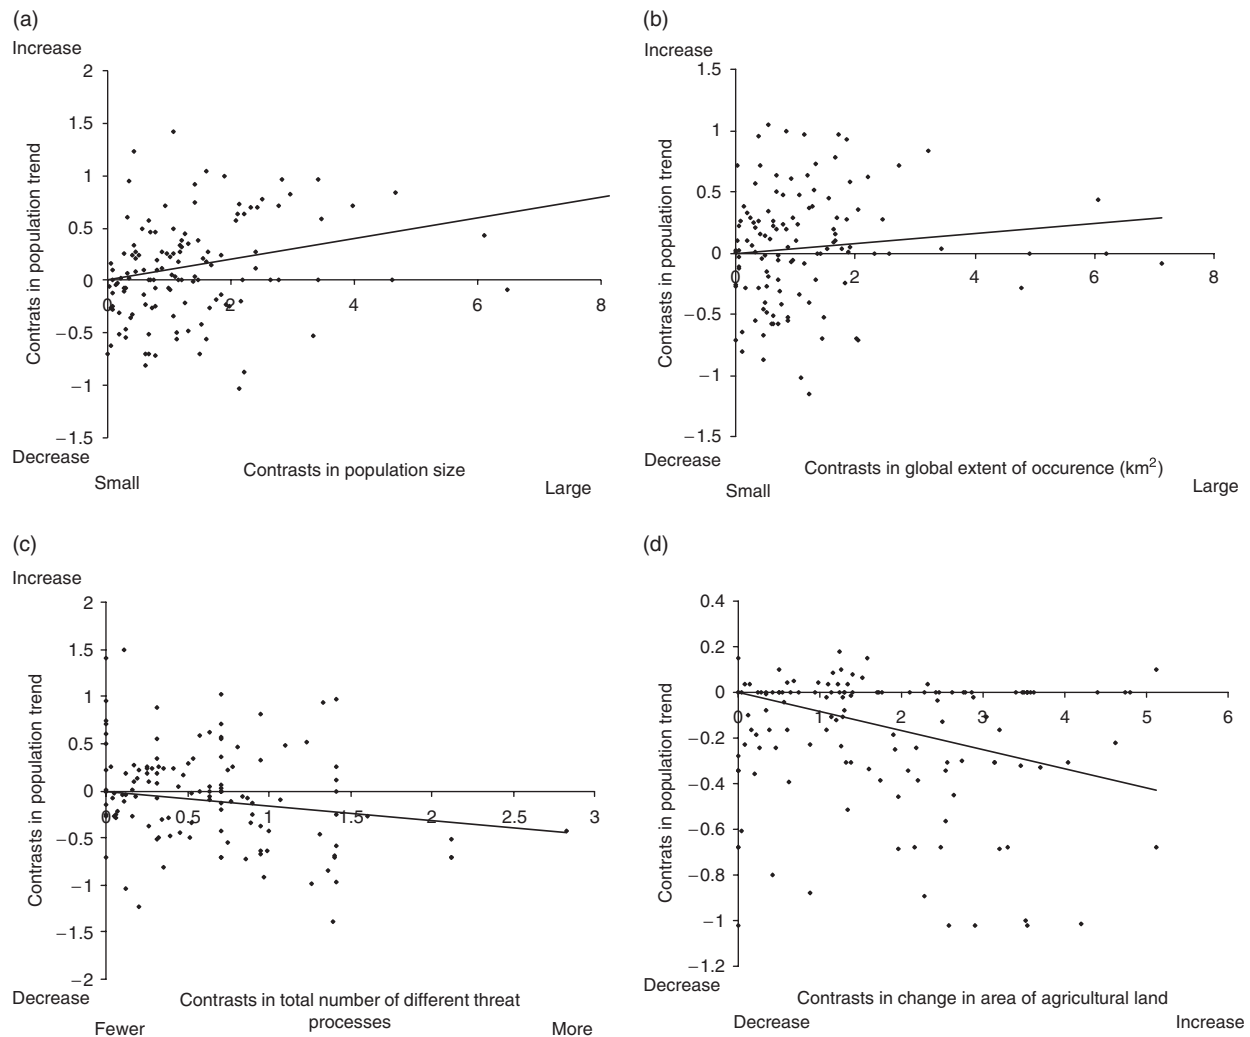 (a)
Increase
2
1.5
1
0.5
0
−0.5
−1
−1.5
0 2 4 6 8
Contrats in population trend
Decrease
Contrasts in population size
Small
Large
(b)
Increase
1.5
1
0.5
0
−0.5
−1
−1.5
0 2 4 6 8
Contrasts in population trend
Decrease
Contrasts in global extent of occurence (km²)
Small
Large
(c)
Increase
2
1.5
1
0.5
0
−0.5
−1
−1.5
−2
0 0.5 1 1.5 2 2.5 3
Contrasts in population trend
Decrease
Contrasts in total number of different threat
processes
Fewer
More
(d)
0.4
0.2
0
−0.2
−0.4
−0.6
−0.8
−1
−1.2
0 1 2 3 4 5 6
Contrats in population trend
Decrease
Contrasts in change in area of agricultural land
Decrease
Increase